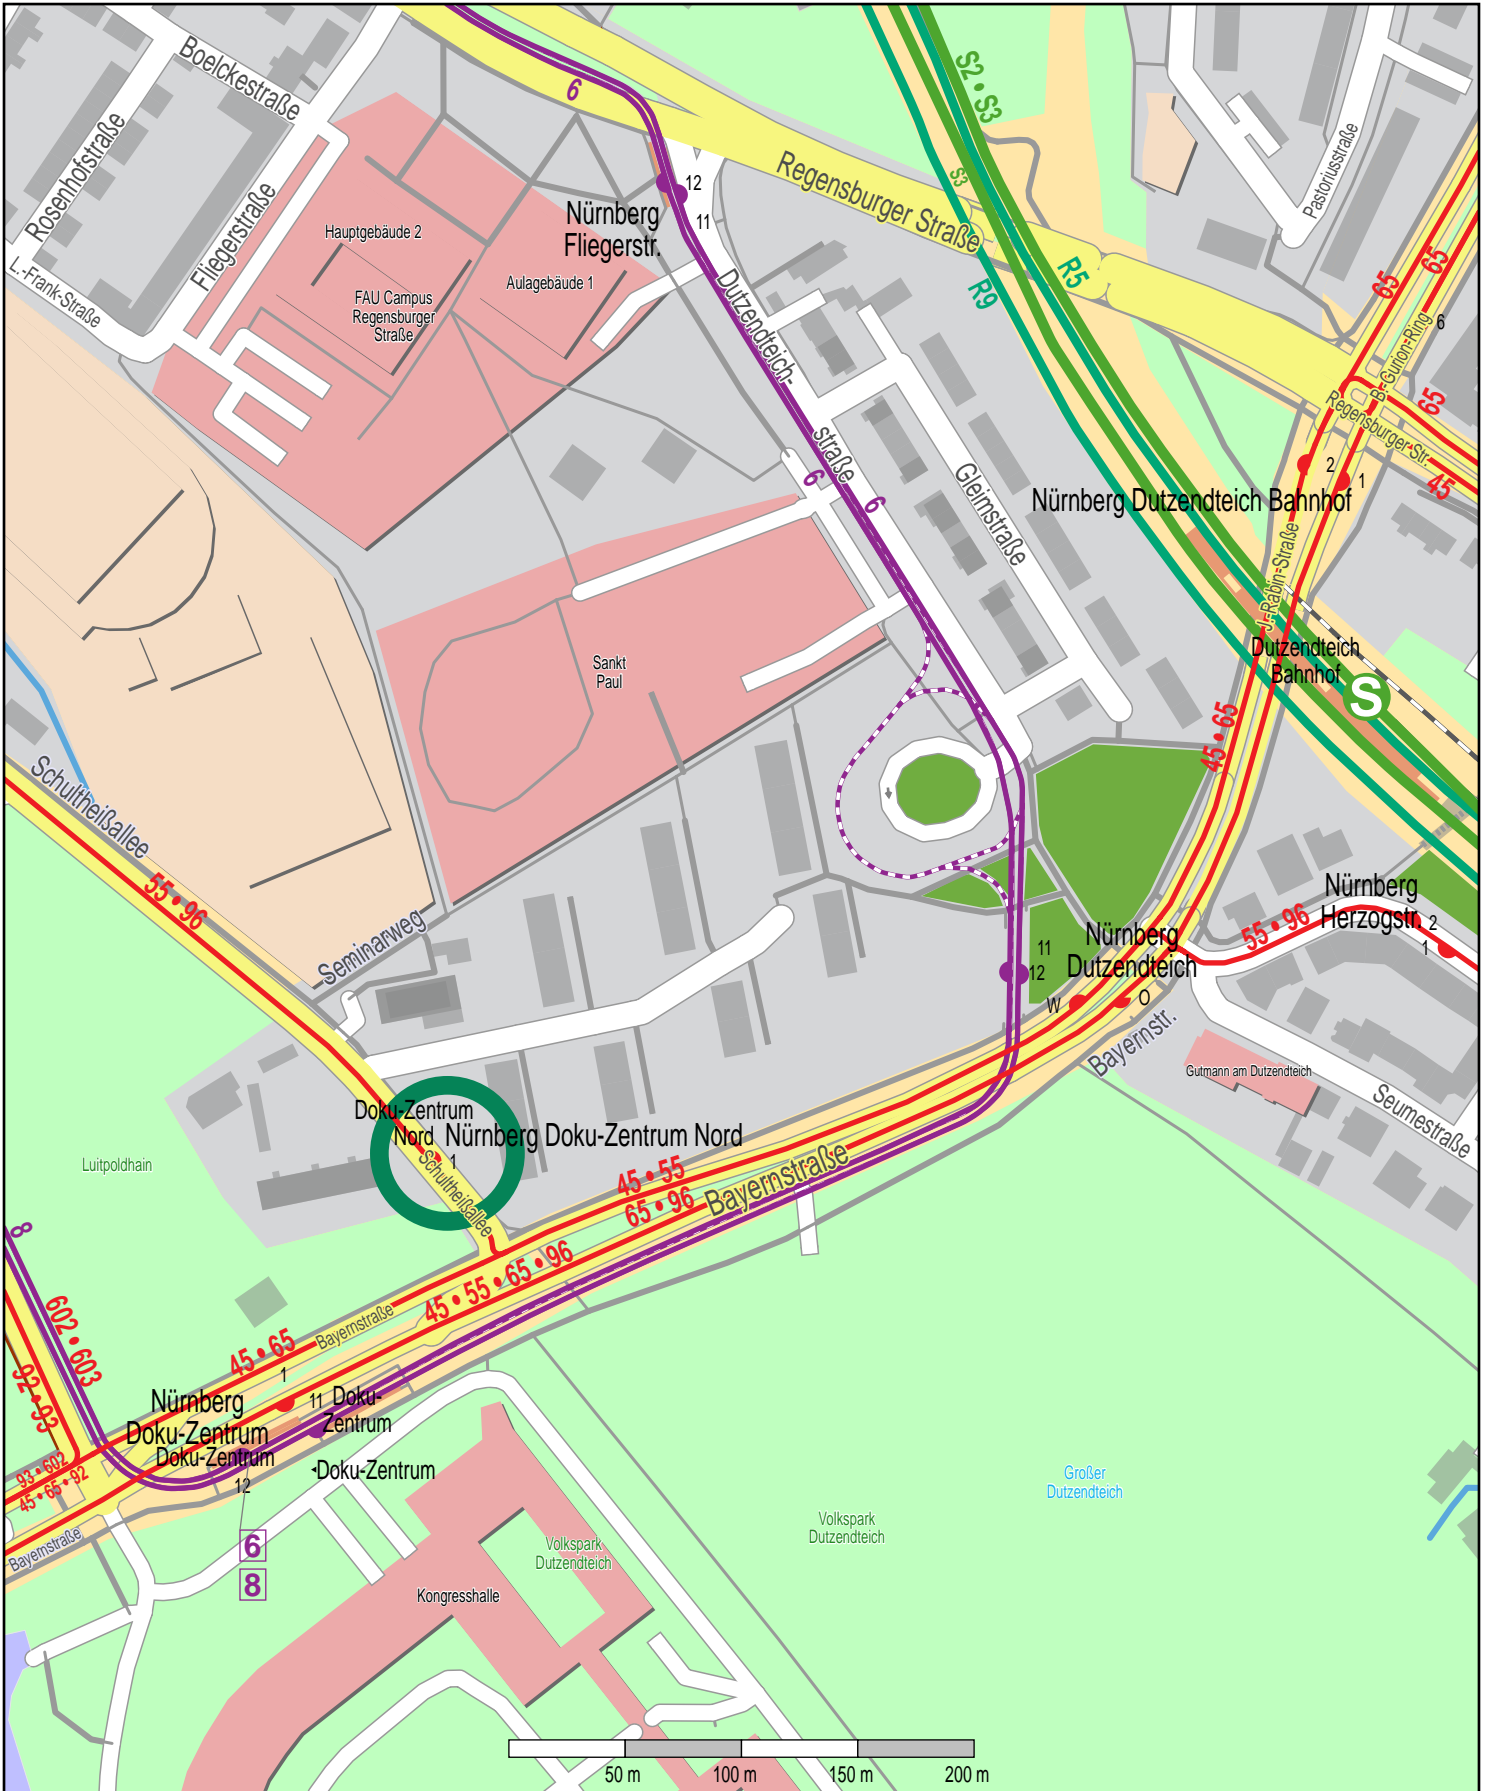 Boelckestraße
Rosenhofstraße
Fliegerstraße
L.-Frank-Straße
Hauptgebäude 2
FAU Campus
Regensburger
Straße
Aulagebäude 1
6
12
11
Nürnberg
Fliegerstr.
Regensburger Straße
S2 • S3
S3
R9
R5
Pastoriusstraße
65
65
6
B.-Gurion-Ring
65
Regensburger Str.
45
2
1
Nürnberg Dutzendteich Bahnhof
J.-Rabin-Straße
Dutzendteich
Bahnhof
S
Dutzendteich-
straße
6
6
Gleimstraße
Sankt
Paul
45 • 65
Schultheißallee
55 • 96
Seminarweg
Nürnberg
Herzogstr.
2
1
55 • 96
11
12
Nürnberg
Dutzendteich
W
O
Bayernstr.
Gutmann am Dutzendteich
Seumestraße
Doku-Zentrum
Nord
1
Nürnberg Doku-Zentrum Nord
Schultheißallee
Luitpoldhain
45 • 55
65 • 96
Bayernstraße
45 • 55 • 65 • 96
Bayernstraße
45 • 65
8
602 • 603
92 • 93
1
11
Doku-
Zentrum
Nürnberg
Doku-Zentrum
Doku-Zentrum
12
Doku-Zentrum
93 • 602
45 • 65 • 92
Bayernstraße
6
8
Volkspark
Dutzendteich
Kongresshalle
Volkspark
Dutzendteich
Großer
Dutzendteich
50 m
100 m
150 m
200 m